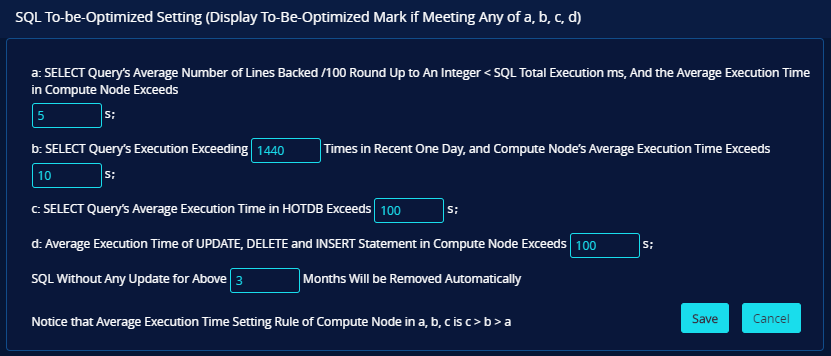 SQL To-be-Optimized Setting (Display To-Be-Optimized Mark if Meeting Any of a, b, c, d)
a: SELECT Query's Average Number of Lines Backed /100 Round Up to An Integer < SQL Total Execution ms, And the Average Execution Time
in Compute Node Exceeds
5 s;
b: SELECT Query's Execution Exceeding 1440 Times in Recent One Day, and Compute Node's Average Execution Time Exceeds
10 s;
c: SELECT Query's Average Execution Time in HOTDB Exceeds 100 s;
d: Average Execution Time of UPDATE, DELETE and INSERT Statement in Compute Node Exceeds 100 s;
SQL Without Any Update for Above 3 Months Will be Removed Automatically
Notice that Average Execution Time Setting Rule of Compute Node in a, b, c is c > b > a Save Cancel